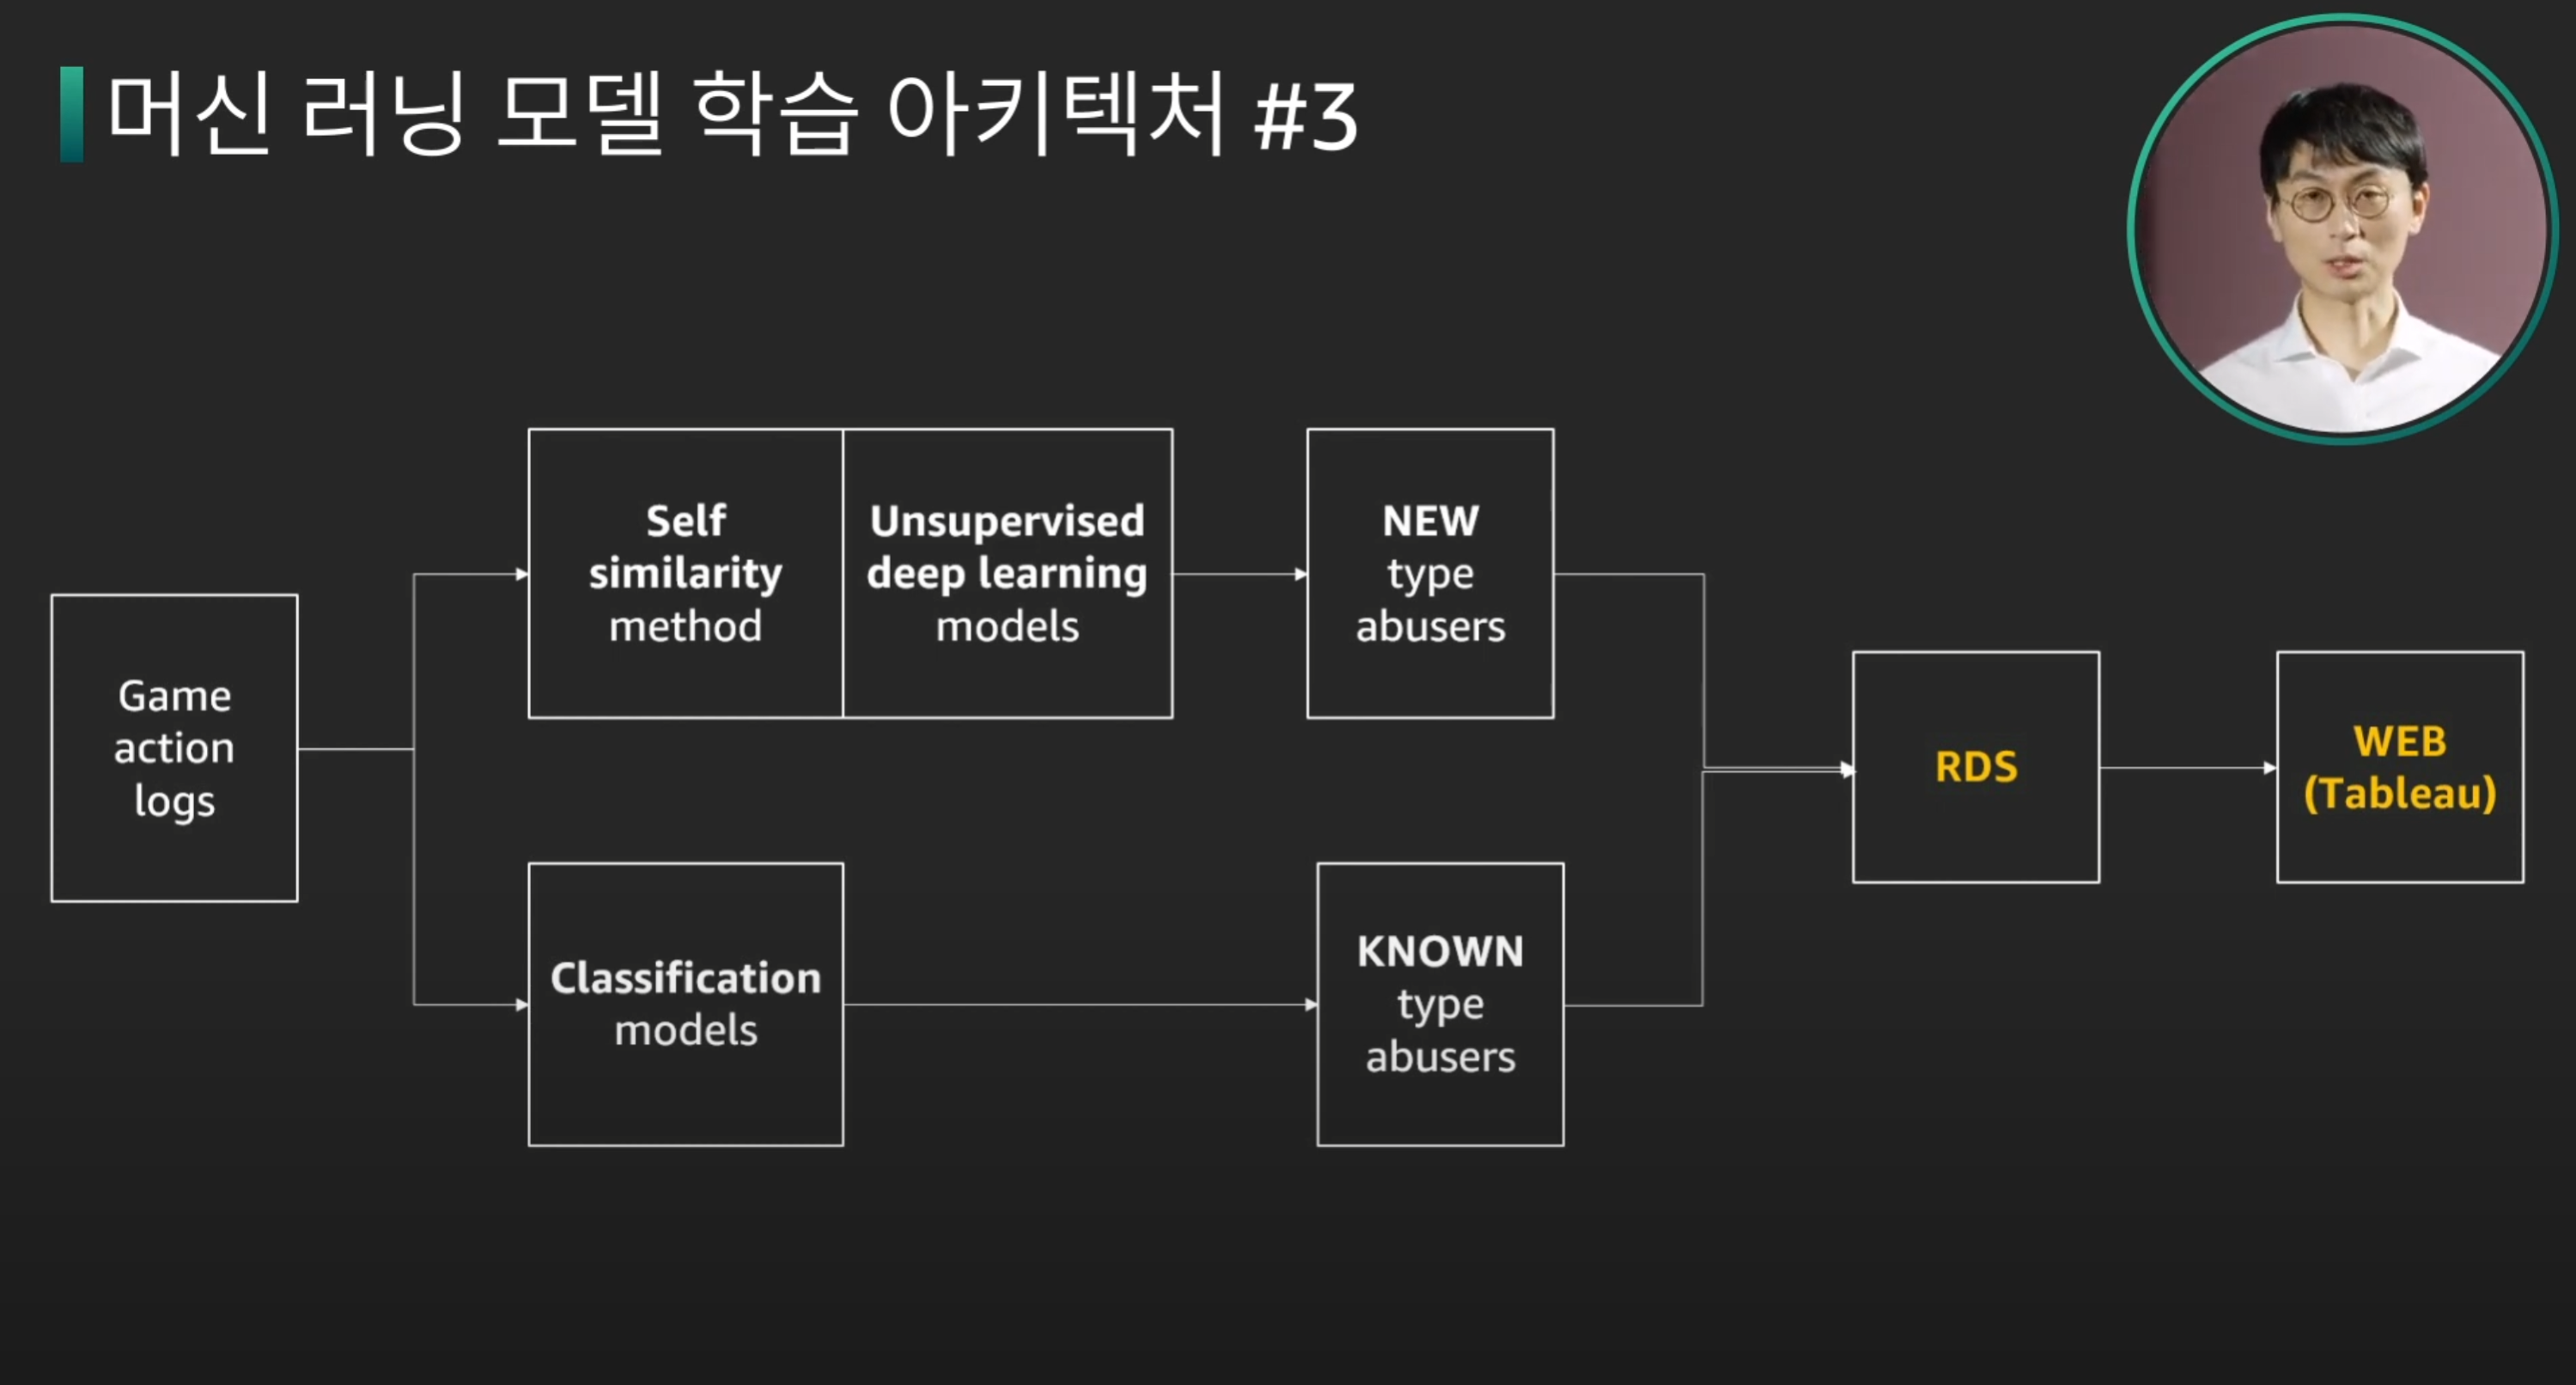 머신 러닝 모델 학습 아키텍처 #3
Game
action
logs
Self
similarity
method
Unsupervised
deep learning
models
NEW
type
abusers
Classification
models
KNOWN
type
abusers
RDS
WEB
(Tableau)